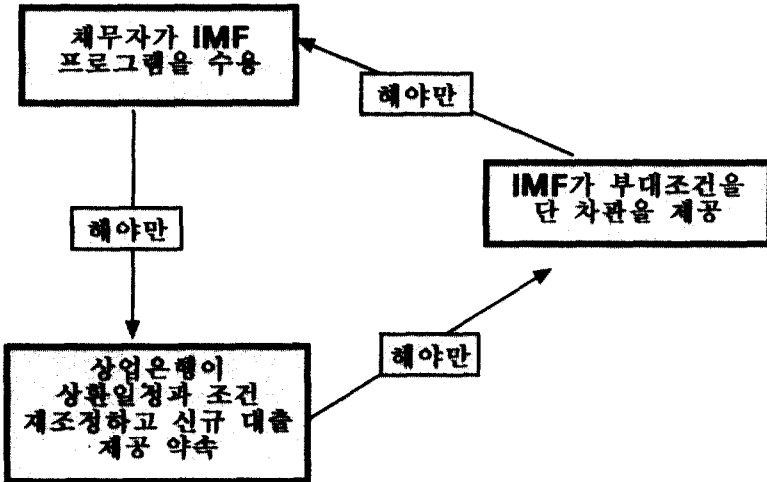 채무자가 IMF
프로그램을 수용
해야만
IMF가 부대조건을
단 차관을 제공
해야만
해야만
상업은행이
상환일정과 조건
재조정하고 신규 대출
제공 약속